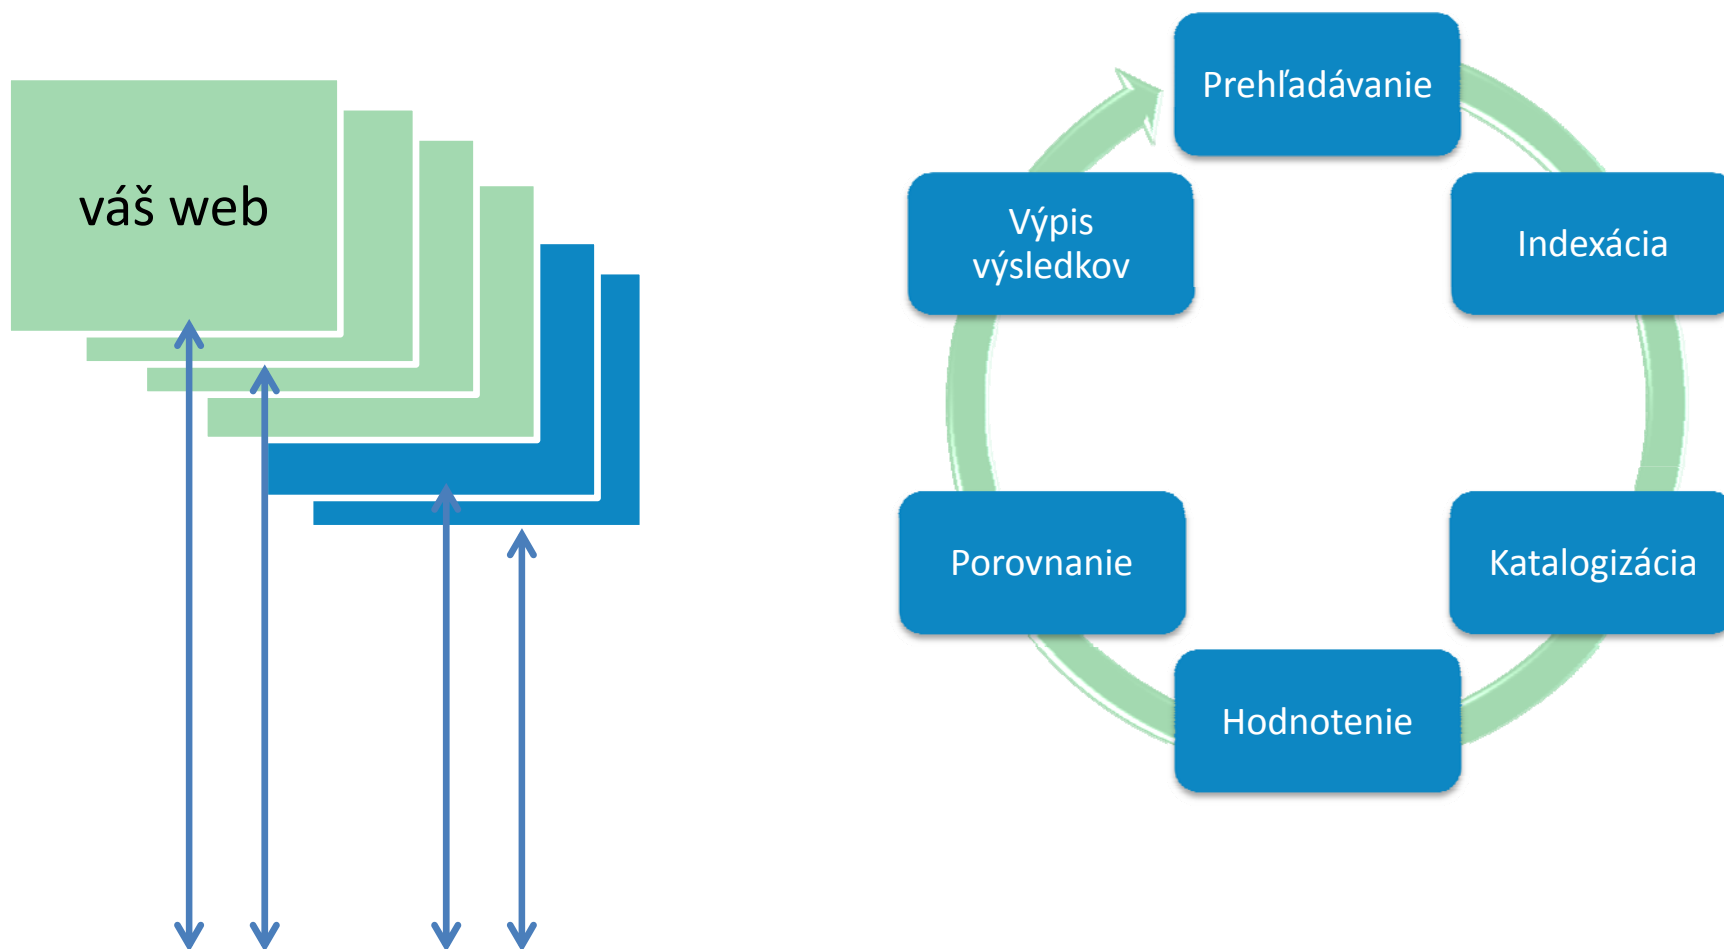 váš web
Prehľadávanie
Indexácia
Katalogizácia
Hodnotenie
Porovnanie
Výpis
výsledkov